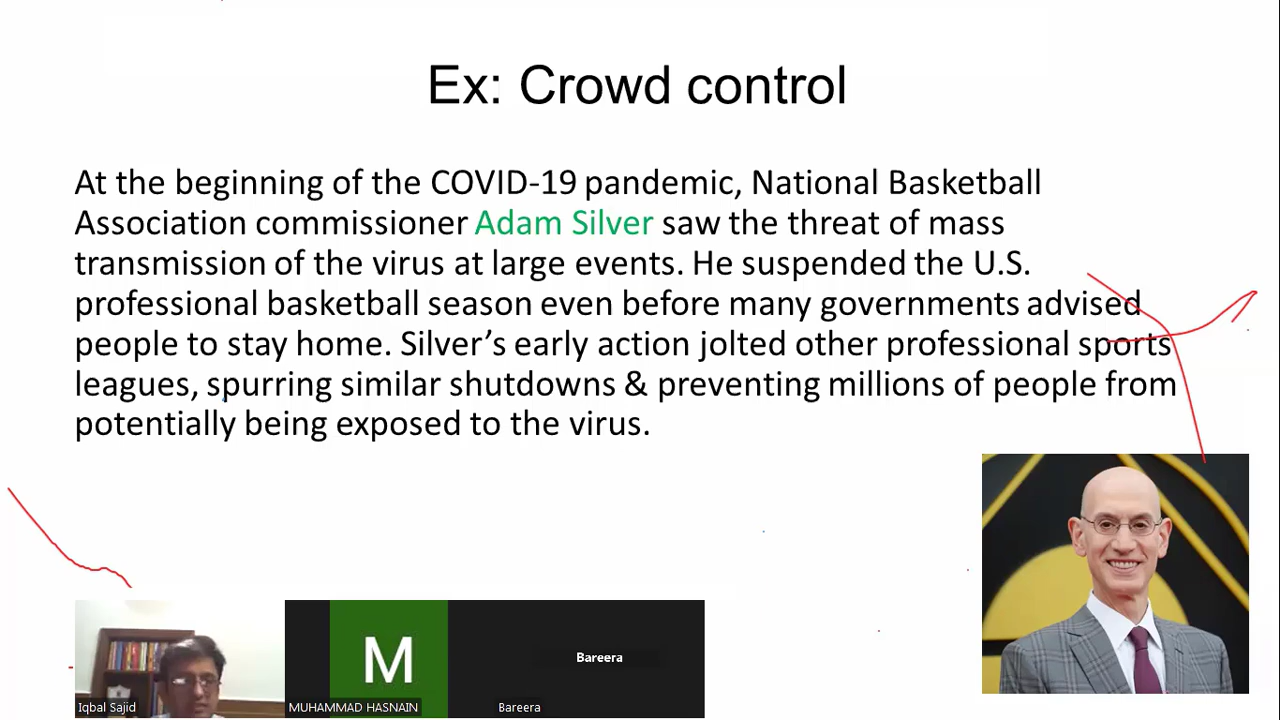 Ex: Crowd control
At the beginning of the COVID-19 pandemic, National Basketball
Association commissioner Adam Silver saw the threat of mass
transmission of the virus at large events. He suspended the U.S.
professional basketball season even before many governments advised
people to stay home. Silver’s early action jolted other professional sports
leagues, spurring similar shutdowns & preventing millions of people from
potentially being exposed to the virus.
M
Bareera
Iqbal Sajid
MUHAMMAD HASNAIN
Bareera